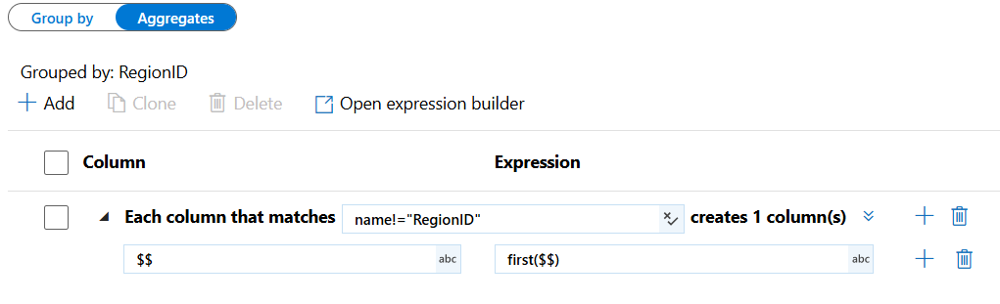 Group by Aggregates
Grouped by: RegionID
Add Clone Delete Open expression builder
Column Expression
Each column that matches name!="RegionID" creates 1 column(s)
$$ abc first($$) abc